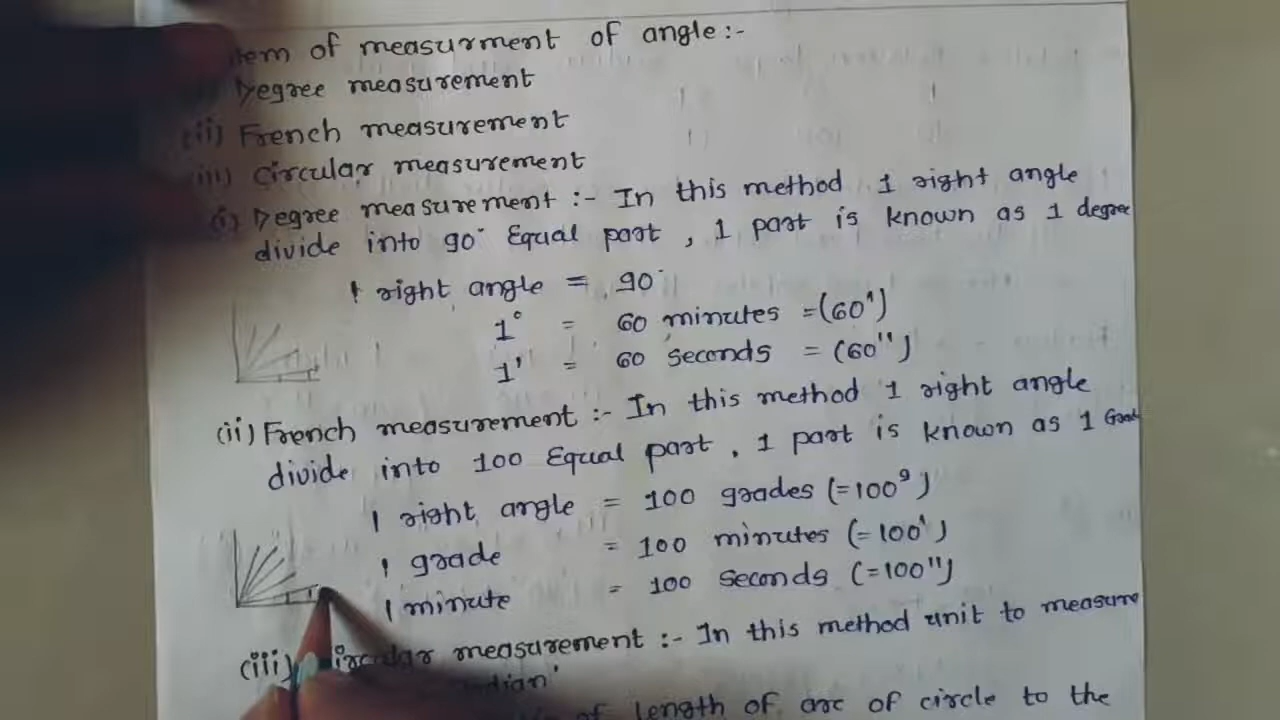 of measurment of angle :-
Degree measurement
(ii) French measurement
(iii) Circular measurement
(i) Degree measurement :- In this method 1 right angle
divide into 90° Equal part , 1 part is known as 1 degree
1 right angle = 90°
1° = 60 minutes = (60')
1' = 60 seconds = (60'')
(ii) French measurement :- In this method 1 right angle
divide into 100 Equal part , 1 part is known as 1
1 right angle = 100 grades (=100ᵍ)
1 grade = 100 minutes (=100')
1 minute = 100 seconds (=100'')
(iii) measurement :- In this method unit to measure
of length of arc of circle to the